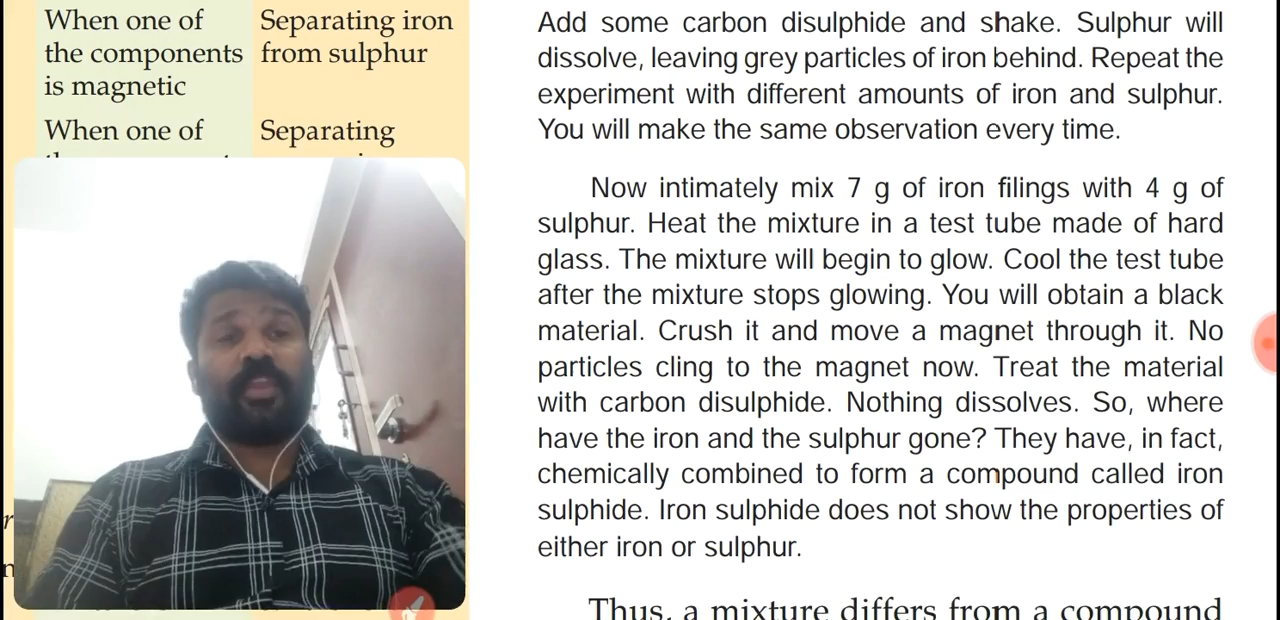 When one of
the components
is magnetic
Separating iron
from sulphur
When one of
Separating
Add some carbon disulphide and shake. Sulphur will
dissolve, leaving grey particles of iron behind. Repeat the
experiment with different amounts of iron and sulphur.
You will make the same observation every time.
Now intimately mix 7 g of iron filings with 4 g of
sulphur. Heat the mixture in a test tube made of hard
glass. The mixture will begin to glow. Cool the test tube
after the mixture stops glowing. You will obtain a black
material. Crush it and move a magnet through it. No
particles cling to the magnet now. Treat the material
with carbon disulphide. Nothing dissolves. So, where
have the iron and the sulphur gone? They have, in fact,
chemically combined to form a compound called iron
sulphide. Iron sulphide does not show the properties of
either iron or sulphur.
Thus, a mixture differs from a compound